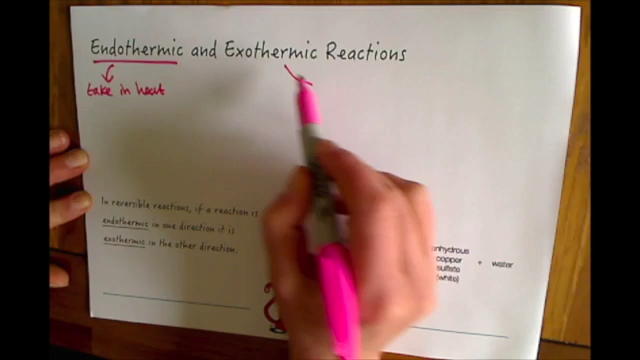 Endothermic and Exothermic Reactions
take in heat
In reversible reactions, if a reaction is
endothermic in one direction it is
exothermic in the other direction.
anhydrous
copper
sulfate
(white)
+ water